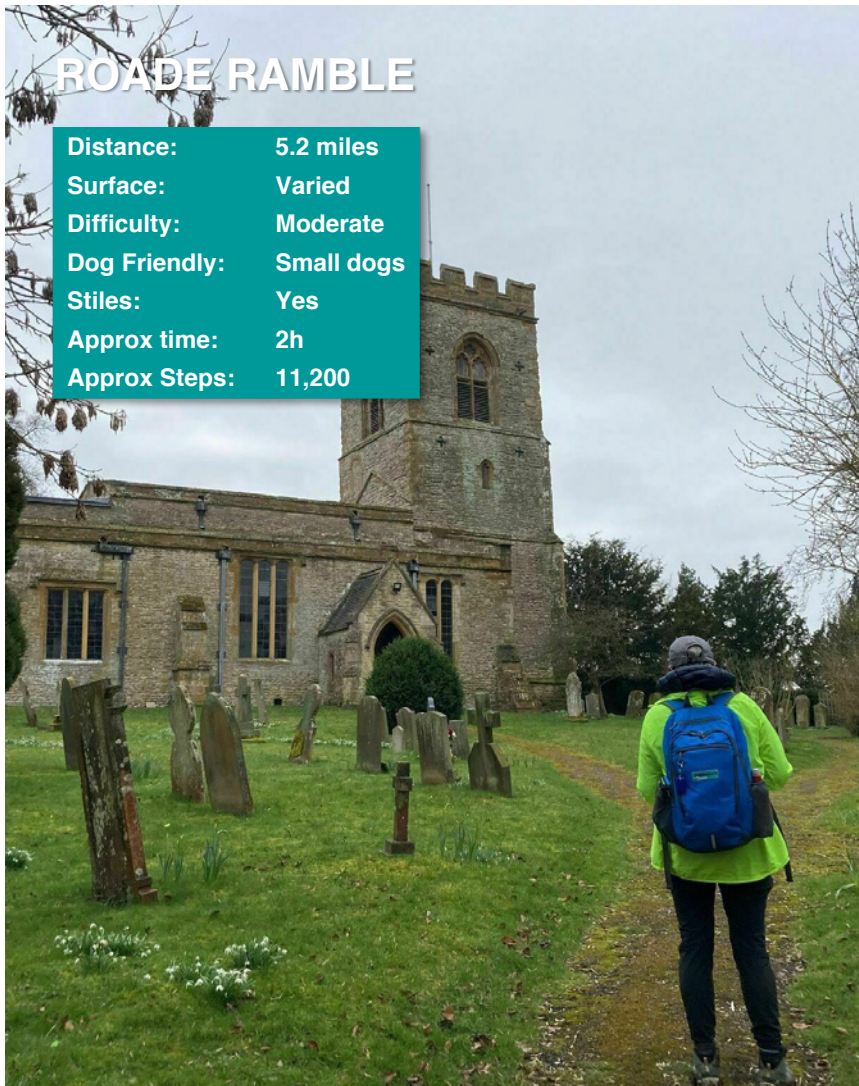 ROADE RAMBLE
Distance: 5.2 miles
Surface: Varied
Difficulty: Moderate
Dog Friendly: Small dogs
Stiles: Yes
Approx time: 2h
Approx Steps: 11,200